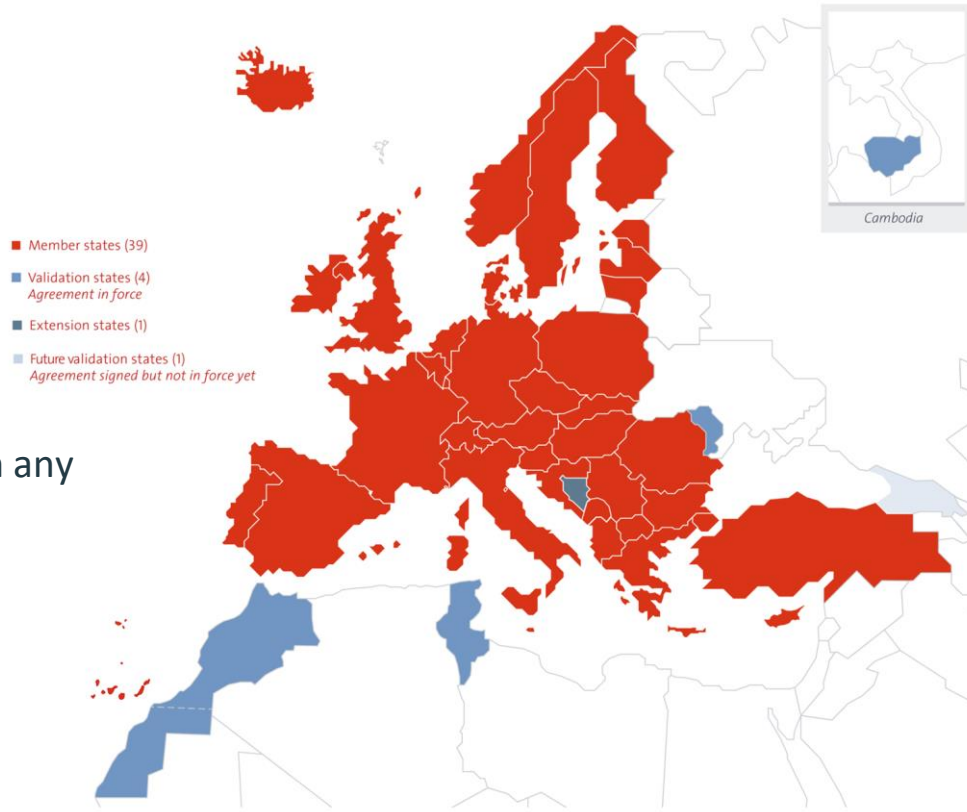 Member states (39)
Validation states (4)
Agreement in force
Extension states (1)
Future validation states (1)
Agreement signed but not in force yet
any
Cambodia